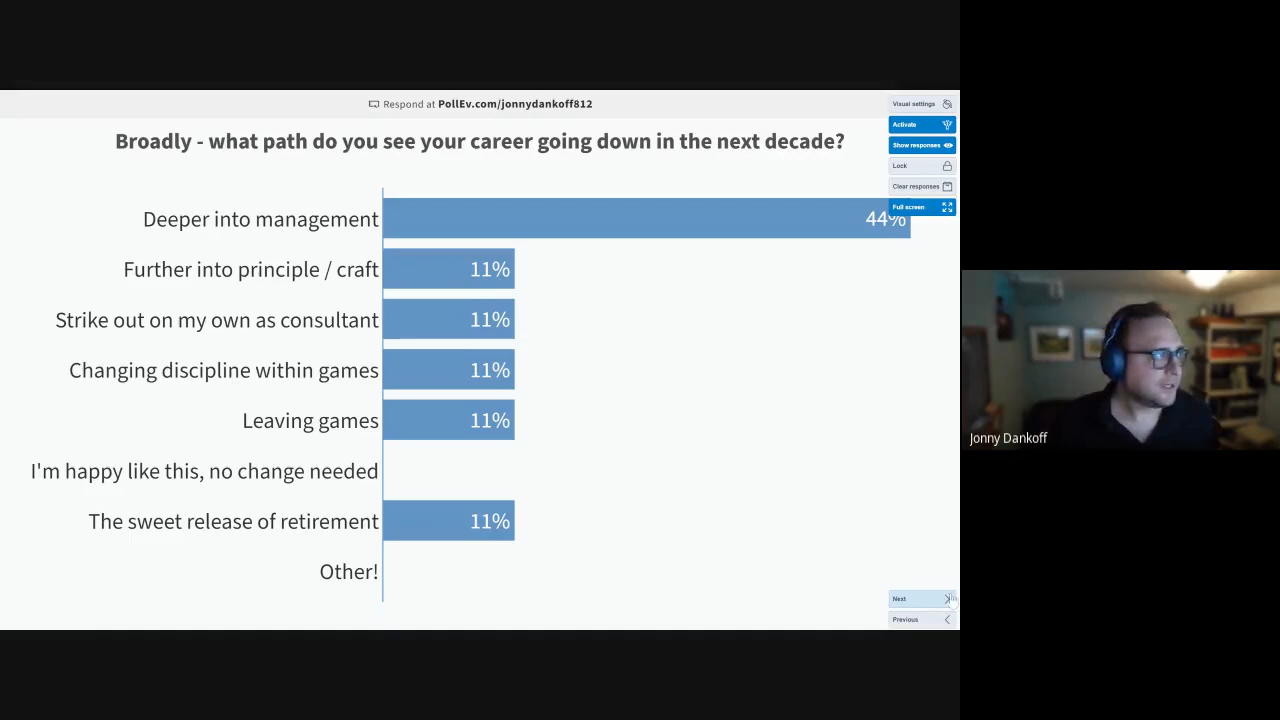 Respond at PollEv.com/jonnydankoff812
Visual settings
Broadly - what path do you see your career going down in the next decade?
Activate
Show responses
Lock
Clear responses
Full screen
Deeper into management 44%
Further into principle / craft 11%
Strike out on my own as consultant 11%
Changing discipline within games 11%
Leaving games 11%
I'm happy like this, no change needed
The sweet release of retirement 11%
Other!
Next
Previous
Jonny Dankoff